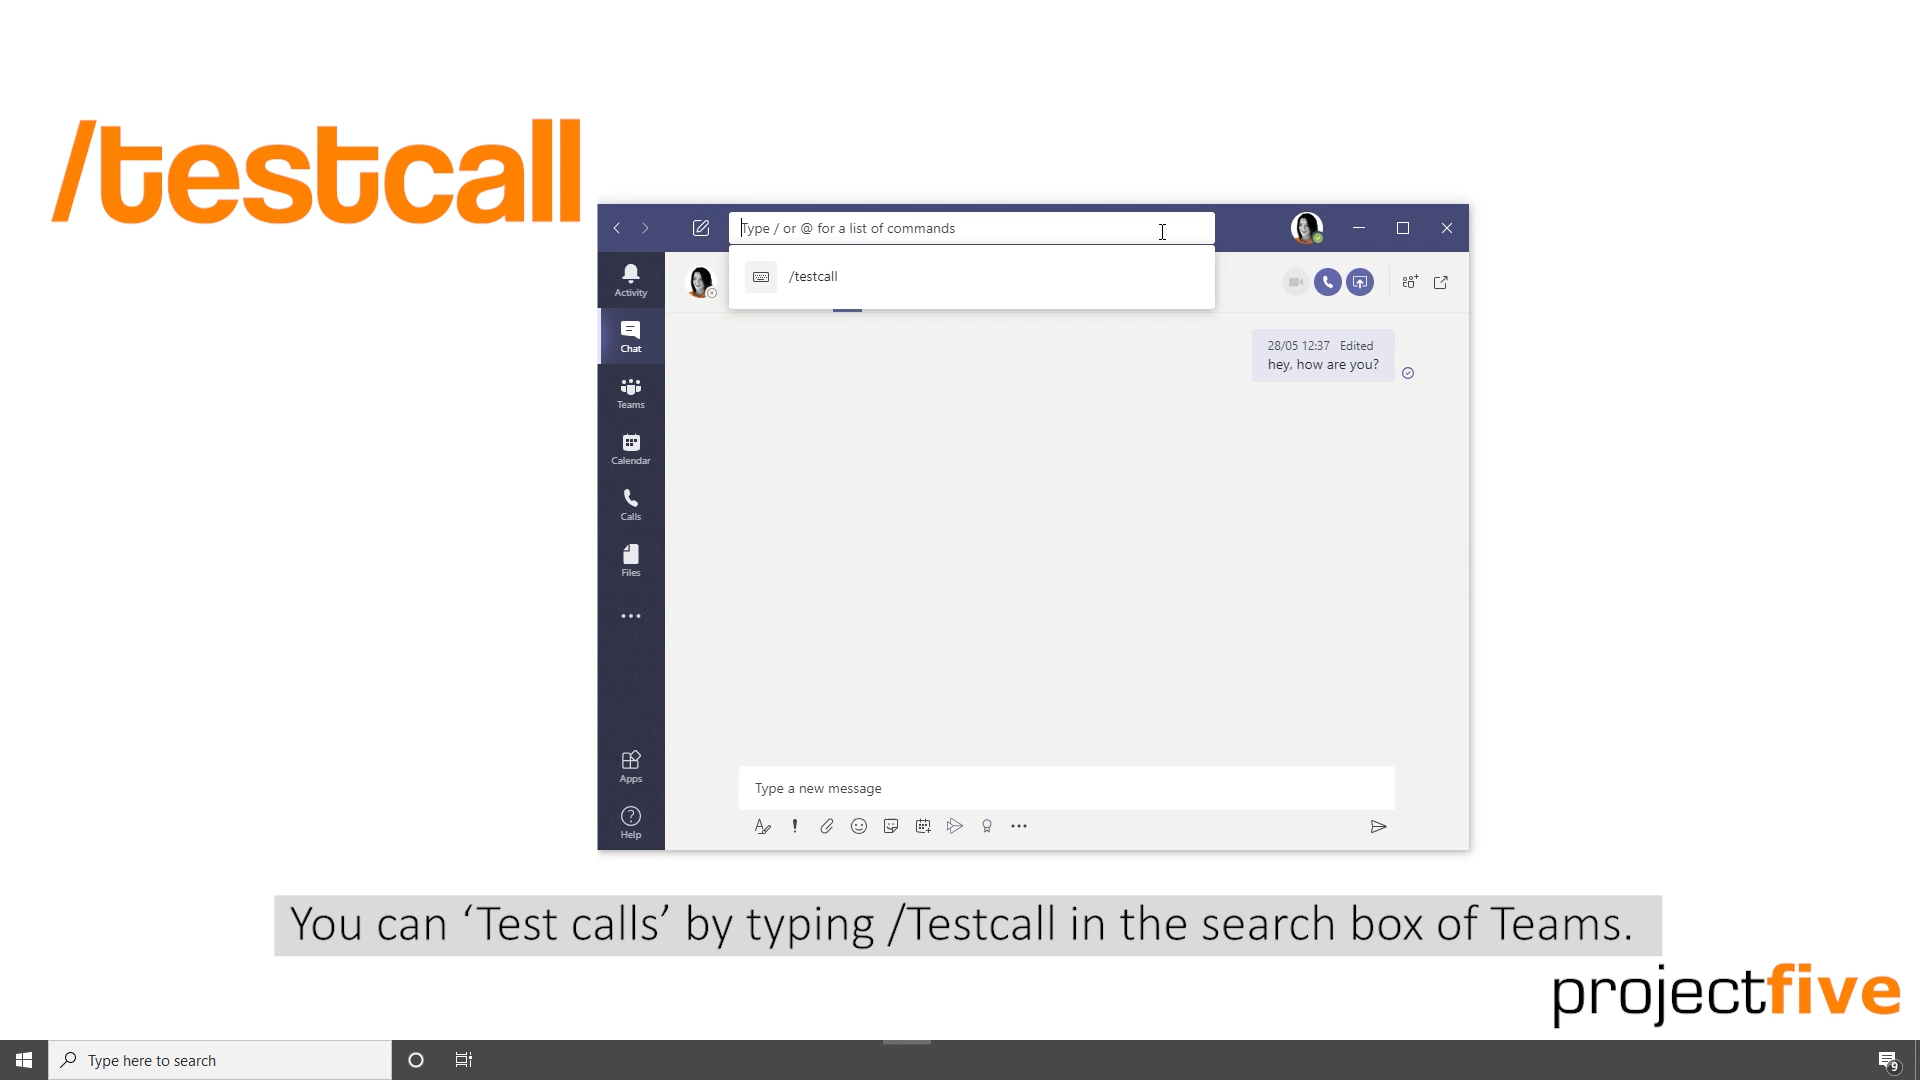 /testcall
Type / or @ for a list of commands
/testcall
Activity
Chat
Teams
Calendar
Calls
Files
Apps
Help
28/05 12:37 Edited
hey, how are you?
Type a new message
You can ‘Test calls’ by typing /Testcall in the search box of Teams.
projectfive
Type here to search
9